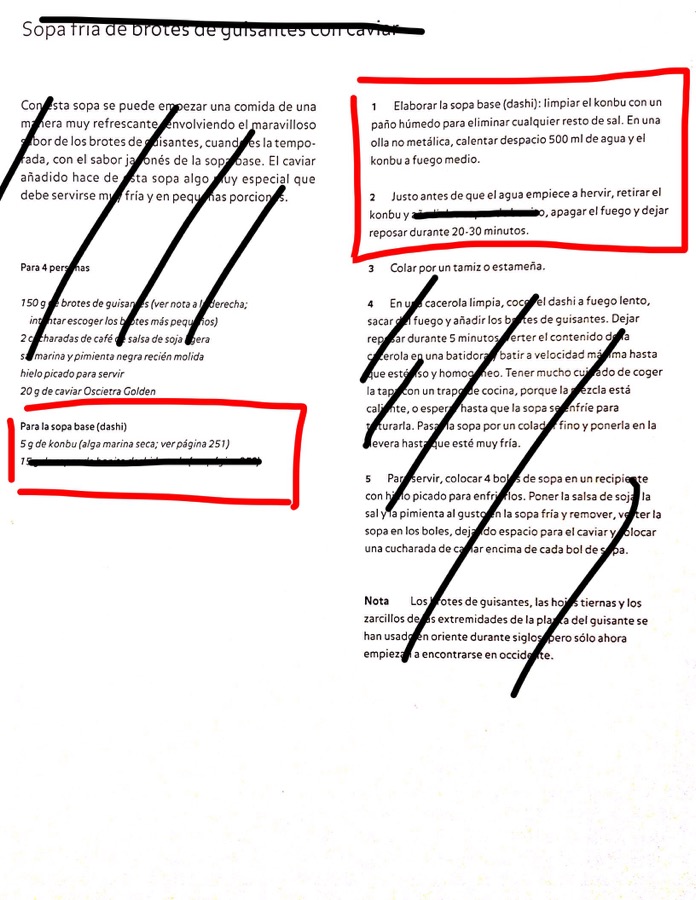 Sopa fría de brotes de guisantes con caviar
Con esta sopa se puede empezar una comida de una
manera muy refrescante, envolviendo el maravilloso
sabor de los brotes de guisantes, cuando es la tempo-
rada, con el sabor japonés de la sopa base. El caviar
añadido hace de esta sopa algo muy especial que
debe servirse muy fría y en pequeñas porciones.
Para 4 personas
150 g de brotes de guisantes (ver nota a la derecha;
intentar escoger los brotes más pequeños)
2 cucharadas de café de salsa de soja ligera
sal marina y pimienta negra recién molida
hielo picado para servir
20 g de caviar Oscietra Golden
Para la sopa base (dashi)
5 g de konbu (alga marina seca; ver página 251)
15
1 Elaborar la sopa base (dashi): limpiar el konbu con un
paño húmedo para eliminar cualquier resto de sal. En una
olla no metálica, calentar despacio 500 ml de agua y el
konbu a fuego medio.
2 Justo antes de que el agua empiece a hervir, retirar el
konbu y , apagar el fuego y dejar
reposar durante 20-30 minutos.
3 Colar por un tamiz o estameña.
4 En una cacerola limpia, cocer el dashi a fuego lento,
sacar del fuego y añadir los brotes de guisantes. Dejar
reposar durante 5 minutos. Verter el contenido de la
cacerola en una batidora y batir a velocidad máxima hasta
que esté liso y homogéneo. Tener mucho cuidado de coger
la tapa con un trapo de cocina, porque la mezcla está
caliente, o esperar hasta que la sopa se enfríe para
triturarla. Pasar la sopa por un colador fino y ponerla en la
nevera hasta que esté muy fría.
5 Para servir, colocar 4 boles de sopa en un recipiente
con hielo picado para enfriarlos. Poner la salsa de soja, la
sal y la pimienta al gusto en la sopa fría y remover, verter la
sopa en los boles, dejando espacio para el caviar y colocar
una cucharada de caviar encima de cada bol de sopa.
Nota Los brotes de guisantes, las hojas tiernas y los
zarcillos de las extremidades de la planta del guisante se
han usado en oriente durante siglos, pero sólo ahora
empiezan a encontrarse en occidente.